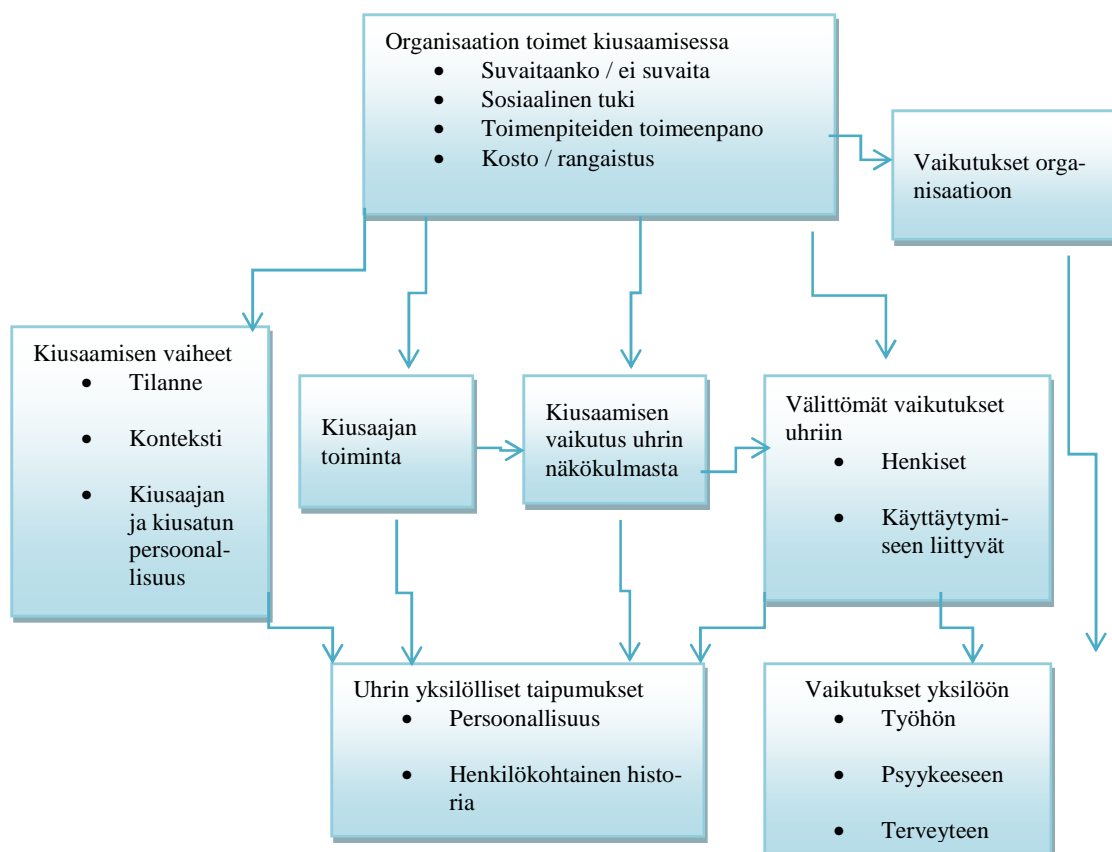 Organisaation toimet kiusaamisessa
• Suvaitaanko / ei suvaita
• Sosiaalinen tuki
• Toimenpiteiden toimeenpano
• Kosto / rangaistus
Vaikutukset orga-
nisaatioon
Kiusaamisen vaiheet
• Tilanne
• Konteksti
• Kiusaajan
ja kiusatun
persoonal-
lisuus
Kiusaajan
toiminta
Kiusaamisen
vaikutus uhrin
näkökulmasta
Välittömät vaikutukset
uhriin
• Henkiset
• Käyttäytymi-
seen liittyvät
Uhrin yksilölliset taipumukset
• Persoonallisuus
• Henkilökohtainen histo-
ria
Vaikutukset yksilöön
• Työhön
• Psyykeeseen
• Terveyteen